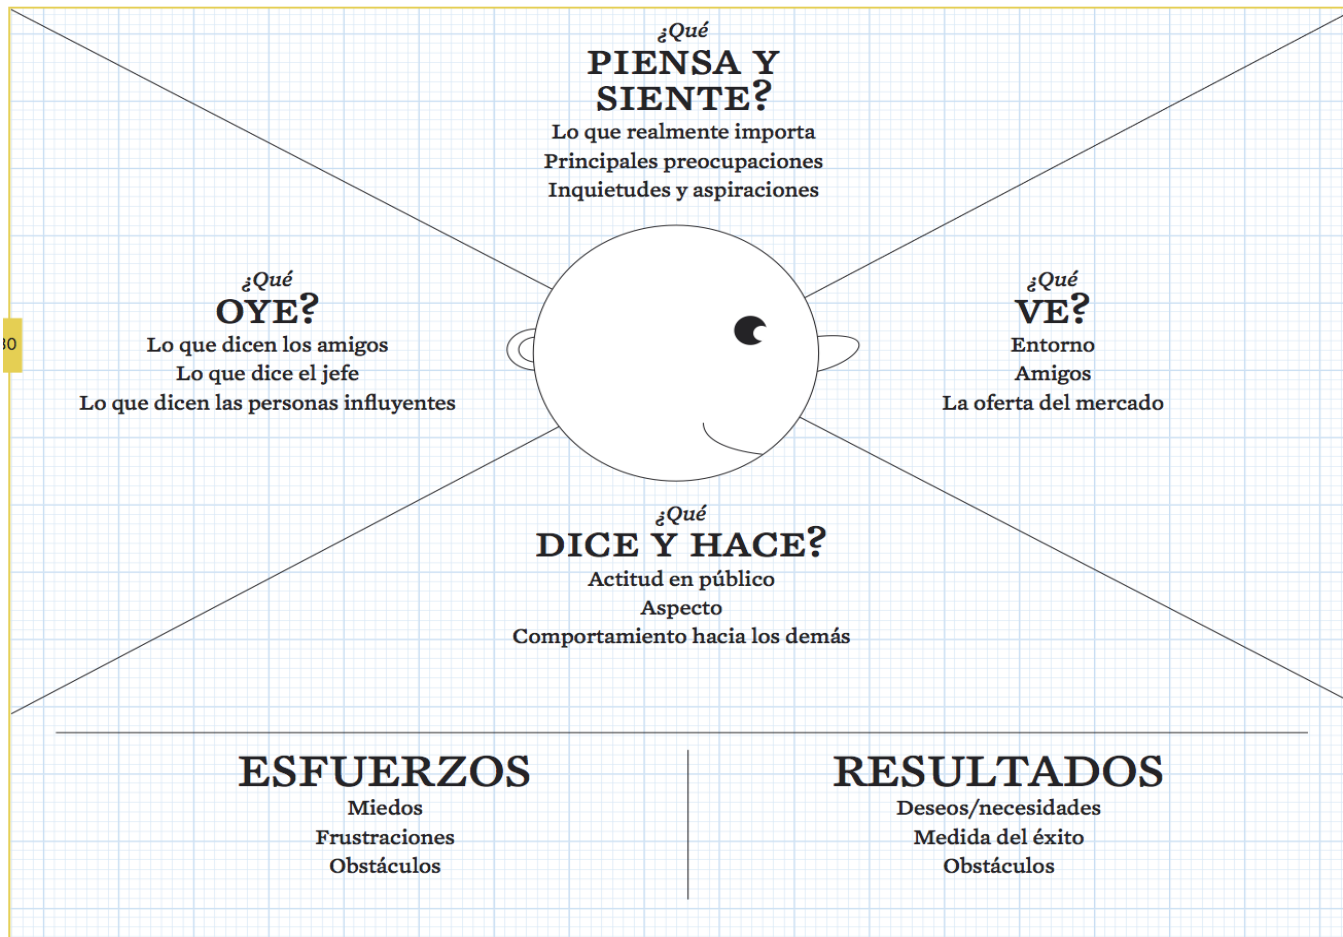 ¿Qué
PIENSA Y
SIENTE?
Lo que realmente importa
Principales preocupaciones
Inquietudes y aspiraciones
¿Qué
OYE?
Lo que dicen los amigos
Lo que dice el jefe
Lo que dicen las personas influyentes
¿Qué
VE?
Entorno
Amigos
La oferta del mercado
¿Qué
DICE Y HACE?
Actitud en público
Aspecto
Comportamiento hacia los demás
ESFUERZOS
Miedos
Frustraciones
Obstáculos
RESULTADOS
Deseos/necesidades
Medida del éxito
Obstáculos